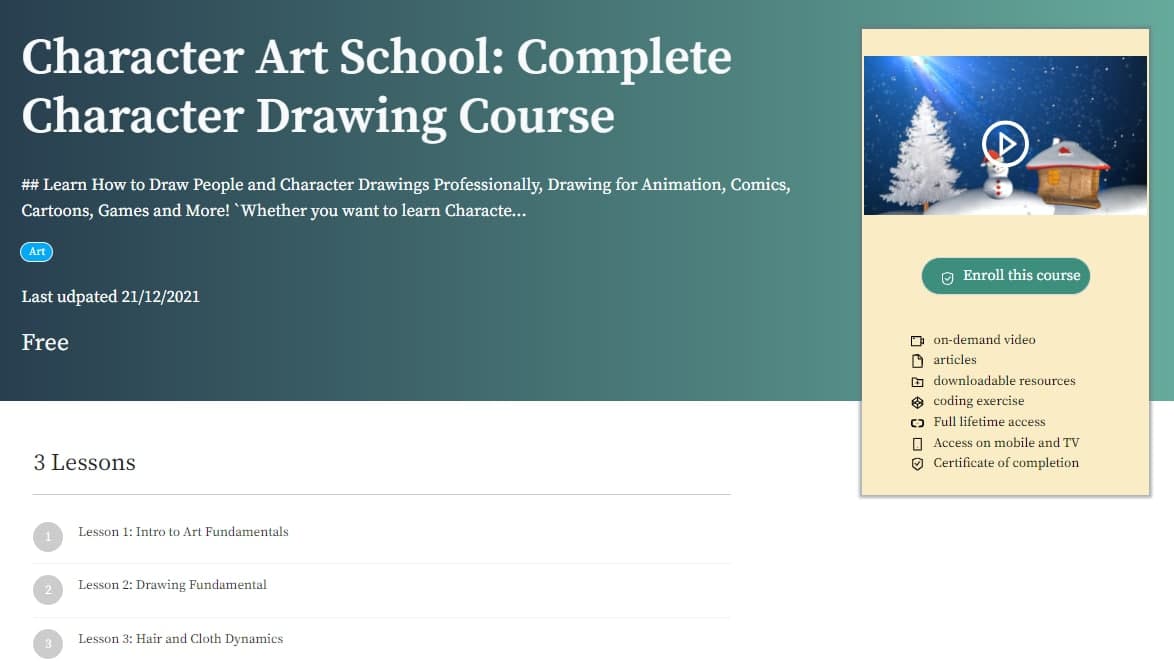 Character Art School: Complete
Character Drawing Course
## Learn How to Draw People and Character Drawings Professionally, Drawing for Animation, Comics,
Cartoons, Games and More! `Whether you want to learn Characte...
Art
Last udpated 21/12/2021
Free
Enroll this course
on-demand video
articles
downloadable resources
coding exercise
Full lifetime access
Access on mobile and TV
Certificate of completion
3 Lessons
1 Lesson 1: Intro to Art Fundamentals
2 Lesson 2: Drawing Fundamental
3 Lesson 3: Hair and Cloth Dynamics